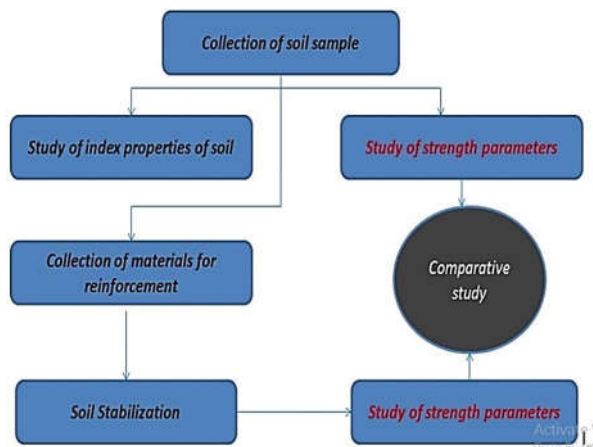 Collection of soil sample
Study of index properties of soil
Study of strength parameters
Collection of materials for
reinforcement
Comparative
study
Soil Stabilization
Study of strength parameters
Activate